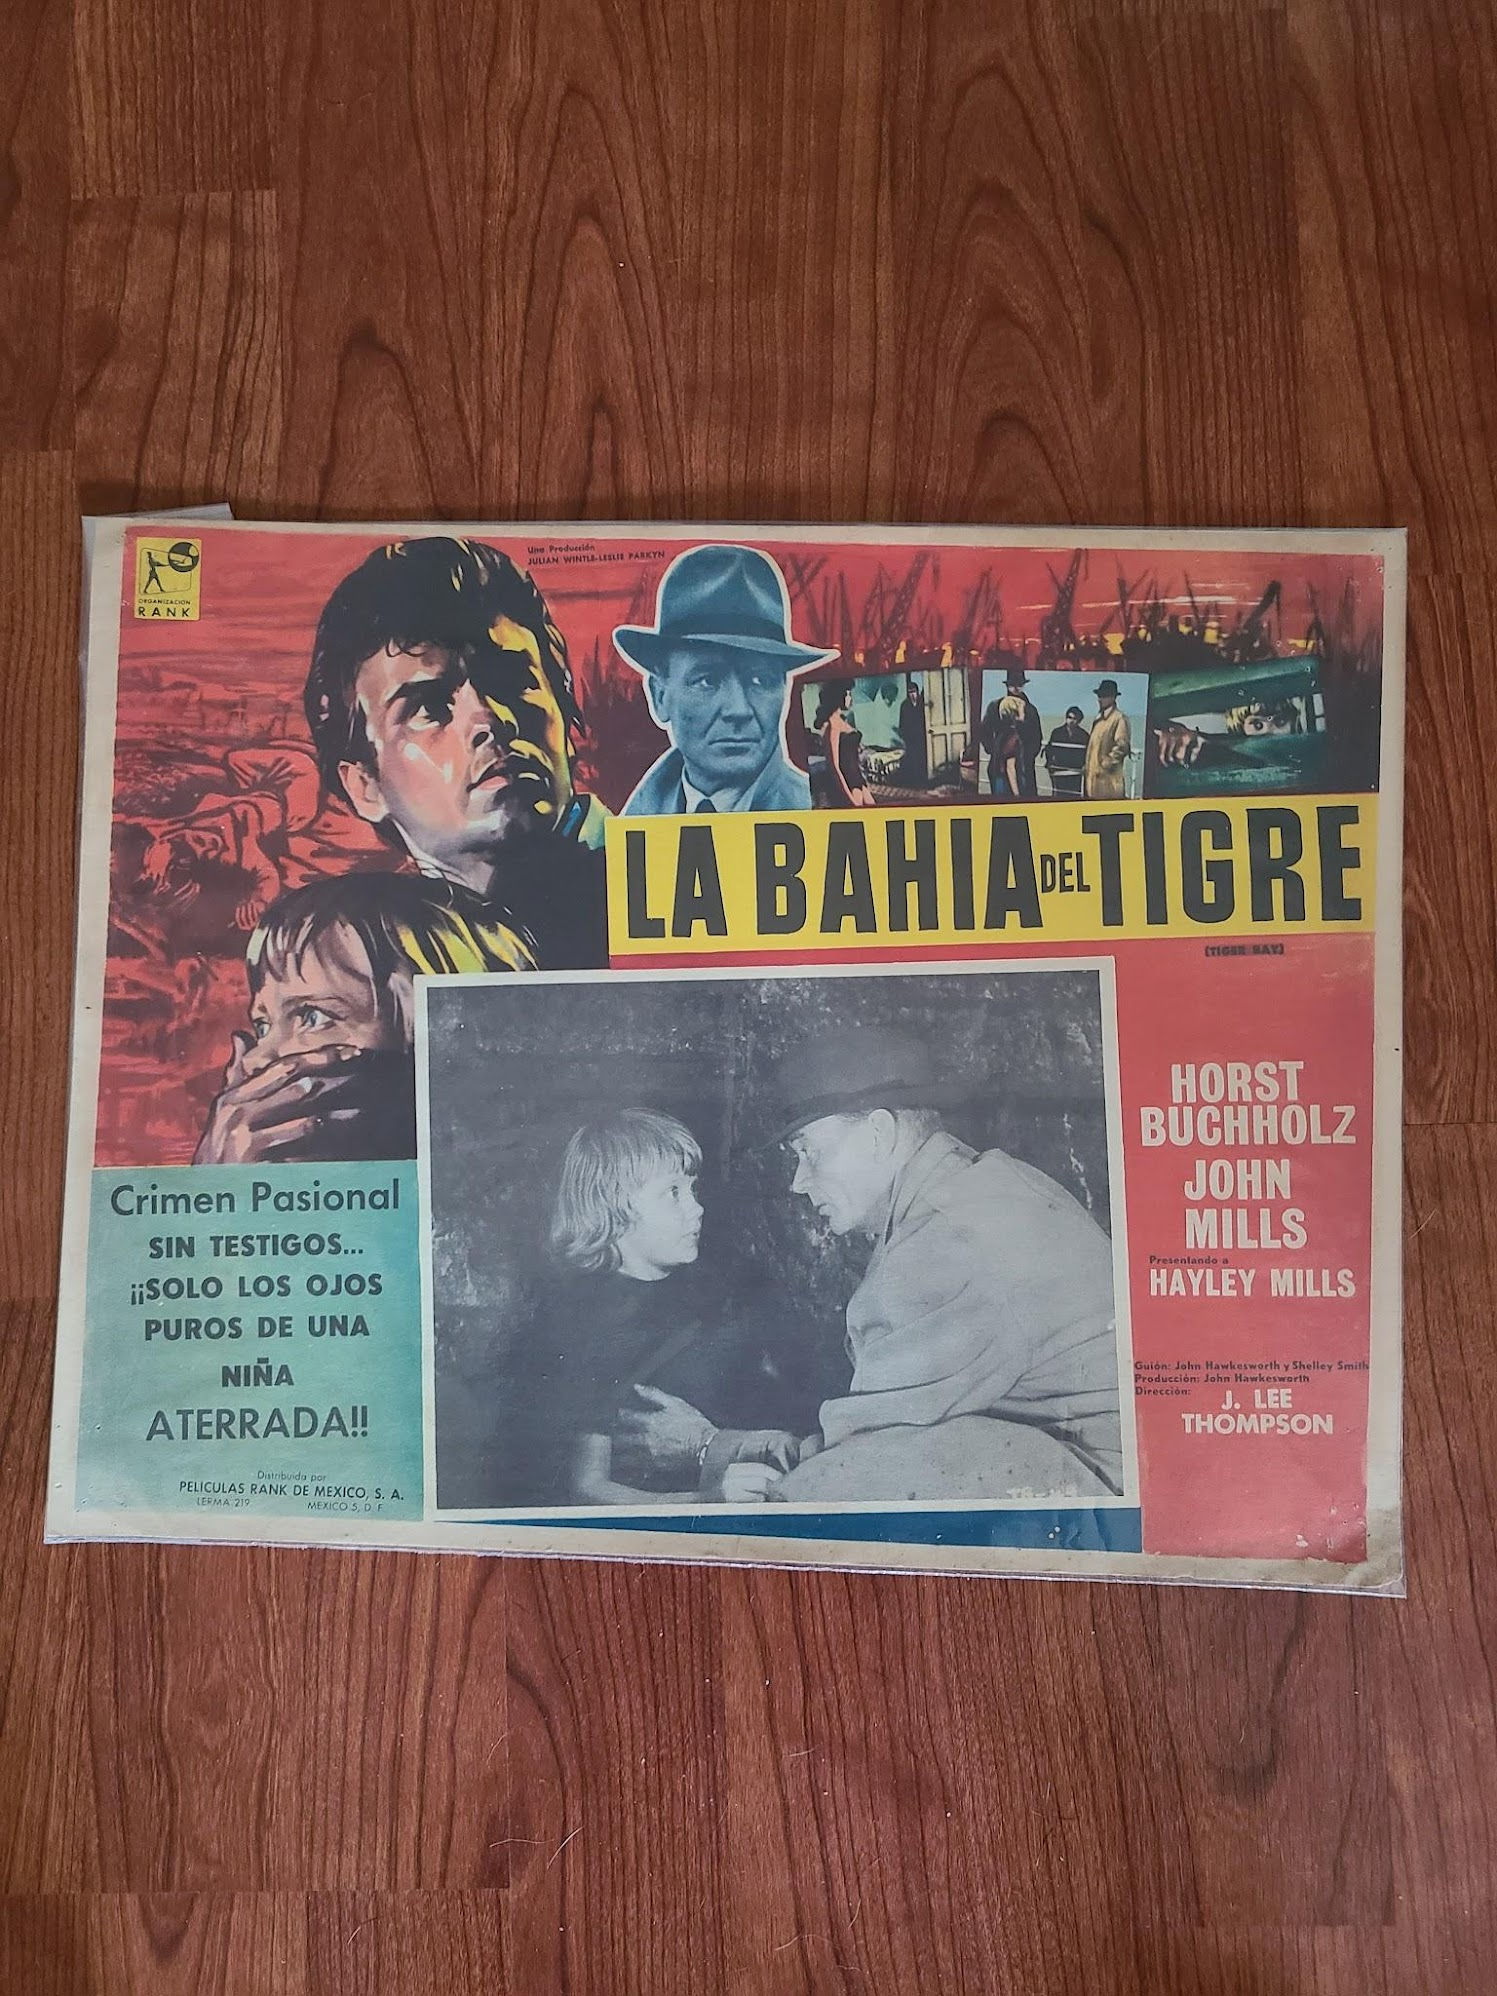 ORGANIZACION
RANK
Una Producción
JULIAN WINTLE-LESLIE PARKYN
LA BAHIA DEL TIGRE
(TIGER BAY)
HORST
BUCHHOLZ
JOHN
MILLS
Presentando a
HAYLEY MILLS
Guión: John Hawkesworth y Shelley Smith
Producción: John Hawkesworth
Dirección:
J. LEE
THOMPSON
Crimen Pasional
SIN TESTIGOS...
¡¡SOLO LOS OJOS
PUROS DE UNA
NIÑA
ATERRADA!!
Distribuida por
PELICULAS RANK DE MEXICO, S. A.
LERMA 219 MEXICO 5, D. F.